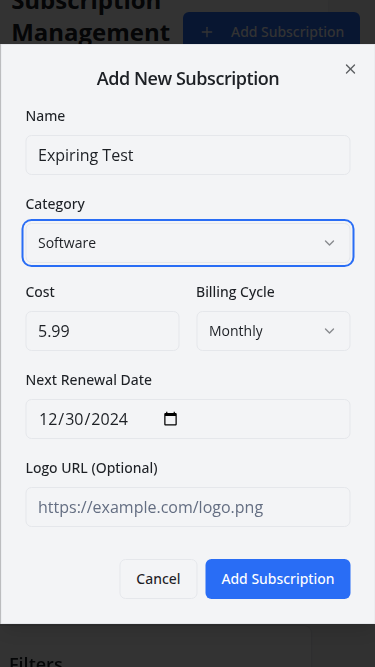 Subscription
Management
+ Add Subscription
Add New Subscription
×
Name
Expiring Test
Category
Software
Cost
Billing Cycle
5.99
Monthly
Next Renewal Date
12/30/2024
Logo URL (Optional)
https://example.com/logo.png
Cancel
Add Subscription
Filters